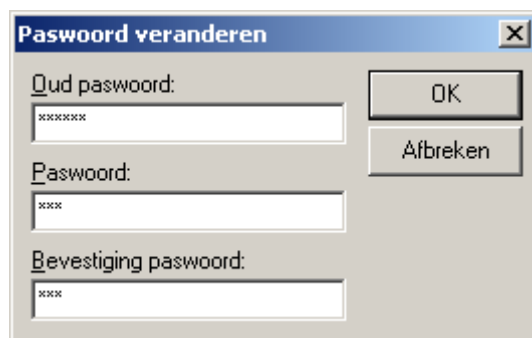 Paswoord veranderen
Oud paswoord:
OK
******
Afbreken
Paswoord:
***
Bevestiging paswoord:
***